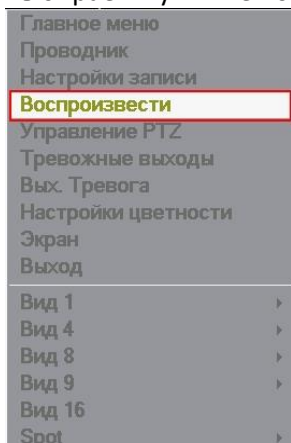 Главное меню
Проводник
Настройки записи
Воспроизвести
Управление PTZ
Тревожные выходы
Вых. Тревога
Настройки цветности
Экран
Выход
Вид 1
Вид 4
Вид 8
Вид 9
Вид 16
Spot